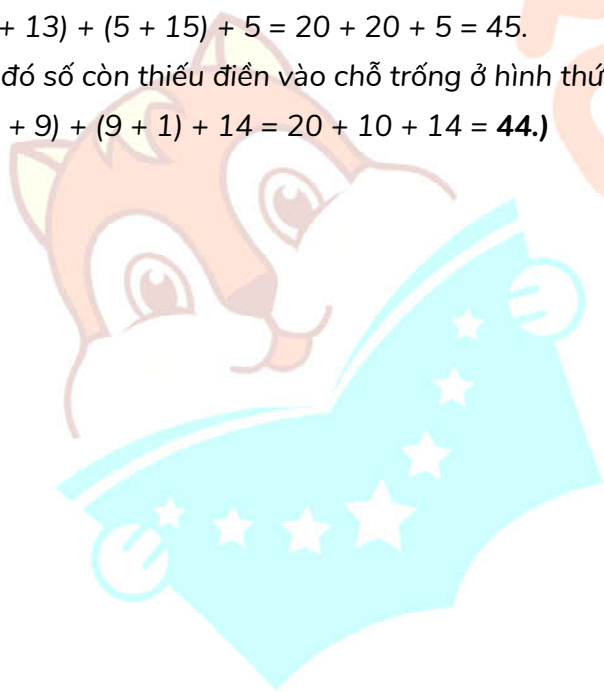 + 13) + (5 + 15) + 5 = 20 + 20 + 5 = 45.
đó số còn thiếu điền vào chỗ trống ở hình thứ
+ 9) + (9 + 1) + 14 = 20 + 10 + 14 = 44.)